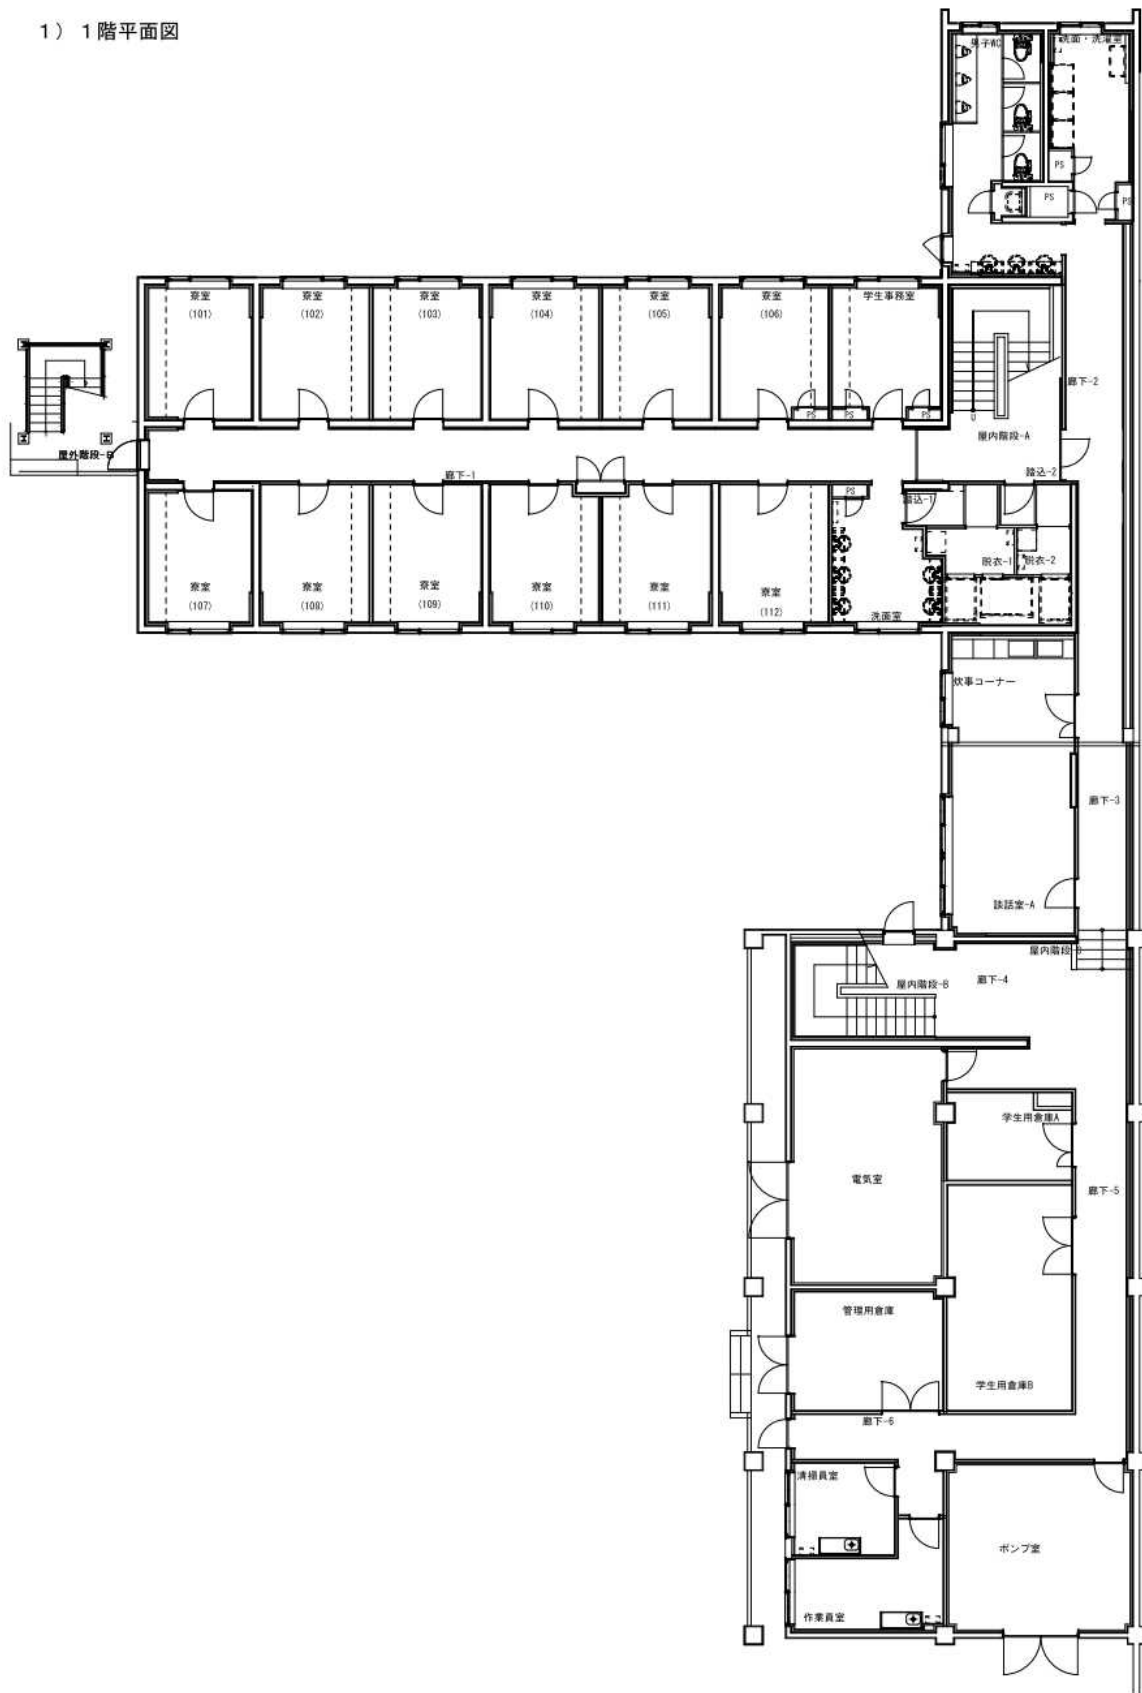 1） 1階平面図
男子WC
洗面・洗濯室
PS
PS
PS
寮室
(101)
寮室
(102)
寮室
(103)
寮室
(104)
寮室
(105)
寮室
(106)
学生事務室
PS
PS
PS
廊下-2
U
屋内階段-A
屋外階段-B
廊下-1
踏込-2
踏込-1
PS
脱衣-1
脱衣-2
寮室
(107)
寮室
(108)
寮室
(109)
寮室
(110)
寮室
(111)
寮室
(112)
洗面室
炊事コーナー
廊下-3
談話室-A
屋内階段-B
廊下-4
学生用倉庫A
電気室
廊下-5
管理用倉庫
学生用倉庫B
廊下-6
清掃員室
ポンプ室
作業員室